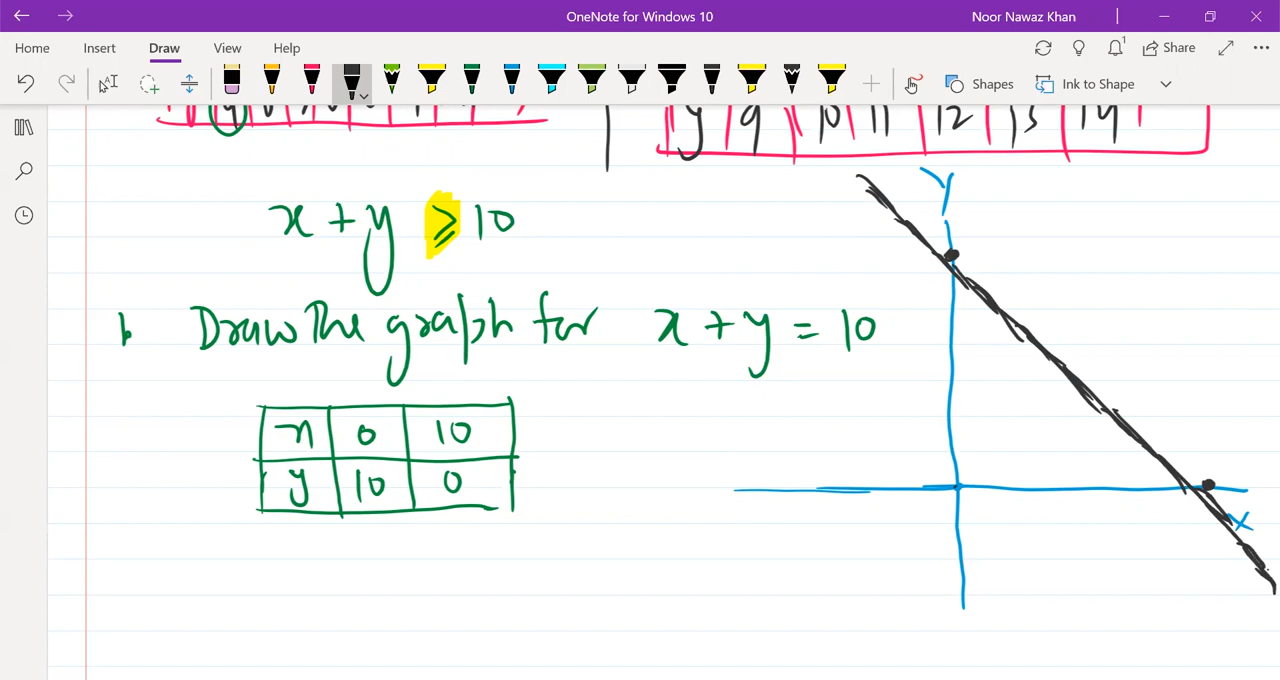 OneNote for Windows 10
Noor Nawaz Khan
Home Insert Draw View Help
1 Share
Shapes Ink to Shape
y 9 10 11 12 13 14
x + y ≥ 10
Y
Draw the graph for x + y = 10
x 0 10
y 10 0
X